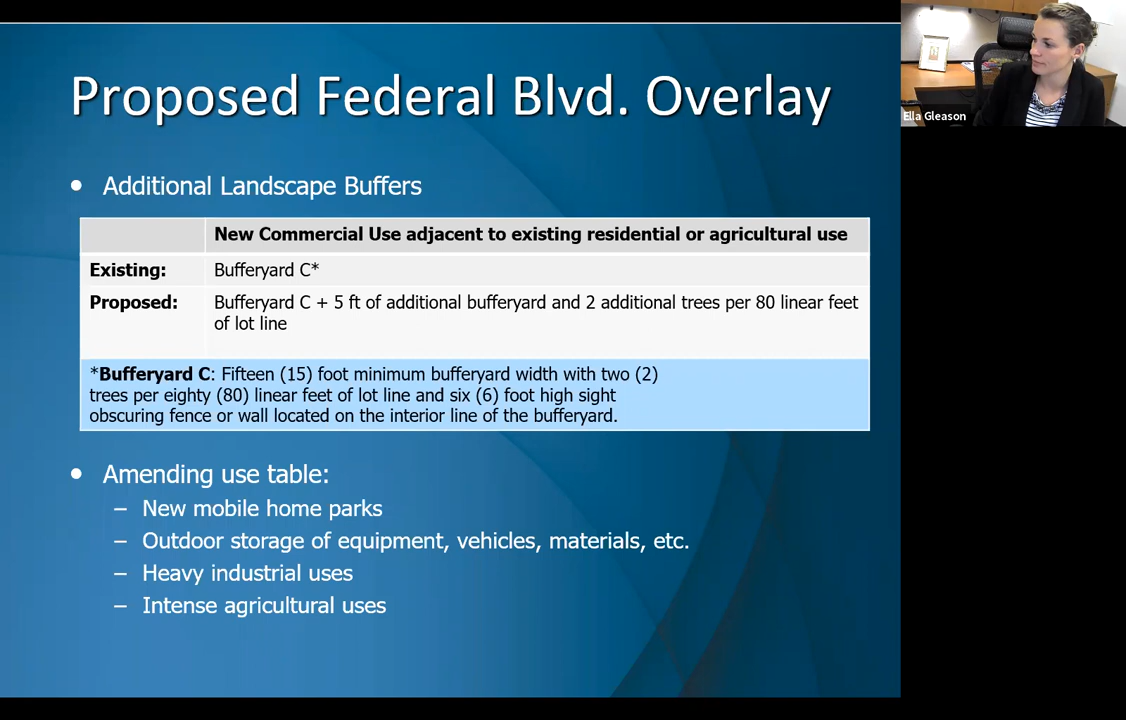 Proposed Federal Blvd. Overlay
Ella Gleason
• Additional Landscape Buffers
New Commercial Use adjacent to existing residential or agricultural use
Existing: Bufferyard C*
Proposed: Bufferyard C + 5 ft of additional bufferyard and 2 additional trees per 80 linear feet
of lot line
*Bufferyard C: Fifteen (15) foot minimum bufferyard width with two (2)
trees per eighty (80) linear feet of lot line and six (6) foot high sight
obscuring fence or wall located on the interior line of the bufferyard.
• Amending use table:
– New mobile home parks
– Outdoor storage of equipment, vehicles, materials, etc.
– Heavy industrial uses
– Intense agricultural uses